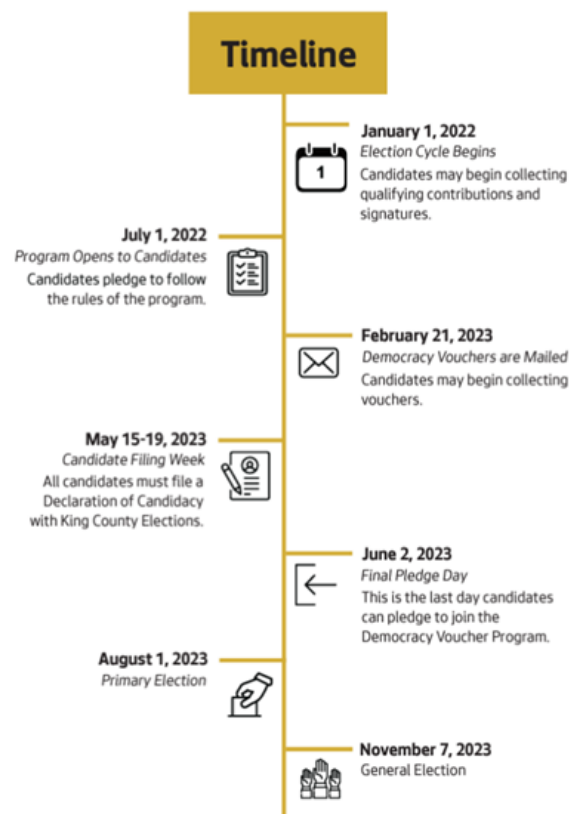 Timeline
January 1, 2022
Election Cycle Begins
1
Candidates may begin collecting
qualifying contributions and
signatures.
July 1, 2022
Program Opens to Candidates
Candidates pledge to follow
the rules of the program.
February 21, 2023
Democracy Vouchers are Mailed
Candidates may begin collecting
vouchers.
May 15-19, 2023
Candidate Filing Week
All candidates must file a
Declaration of Candidacy
with King County Elections.
June 2, 2023
Final Pledge Day
This is the last day candidates
can pledge to join the
Democracy Voucher Program.
August 1, 2023
Primary Election
November 7, 2023
General Election